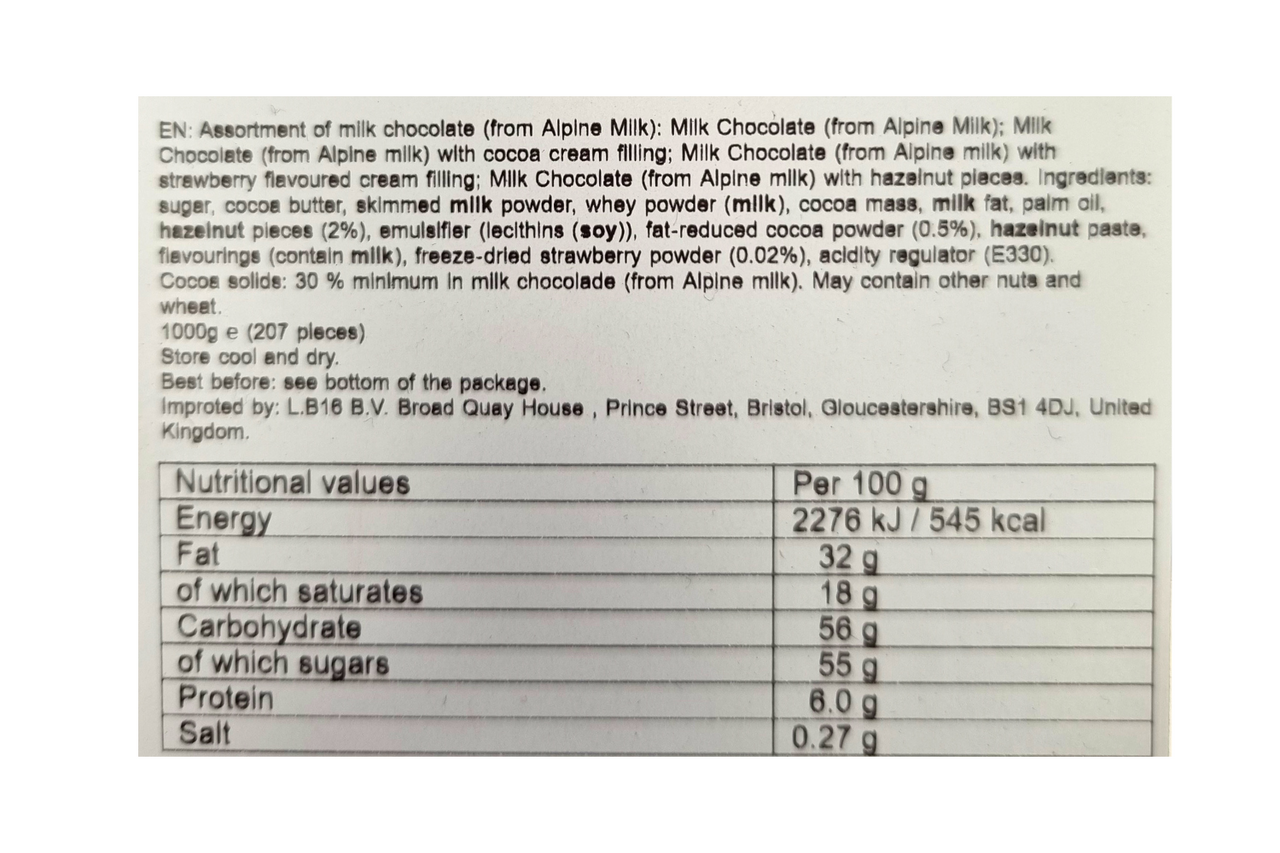 EN: Assortment of milk chocolate (from Alpine Milk): Milk Chocolate (from Alpine Milk); Milk
Chocolate (from Alpine milk) with cocoa cream filling; Milk Chocolate (from Alpine milk) with
strawberry flavoured cream filling; Milk Chocolate (from Alpine milk) with hazelnut pieces. Ingredients:
sugar, cocoa butter, skimmed milk powder, whey powder (milk), cocoa mass, milk fat, palm oil,
hazelnut pieces (2%), emulsifier (lecithins (soy)), fat-reduced cocoa powder (0.5%), hazelnut paste,
flavourings (contain milk), freeze-dried strawberry powder (0.02%), acidity regulator (E330).
Cocoa solids: 30 % minimum in milk chocolade (from Alpine milk). May contain other nuts and
wheat.
1000g e (207 pieces)
Store cool and dry.
Best before: see bottom of the package.
Improted by: L.B16 B.V. Broad Quay House , Prince Street, Bristol, Gloucestershire, BS1 4DJ, United
Kingdom.
Nutritional values Per 100 g
Energy 2276 kJ / 545 kcal
Fat 32 g
of which saturates 18 g
Carbohydrate 56 g
of which sugars 55 g
Protein 6.0 g
Salt 0.27 g